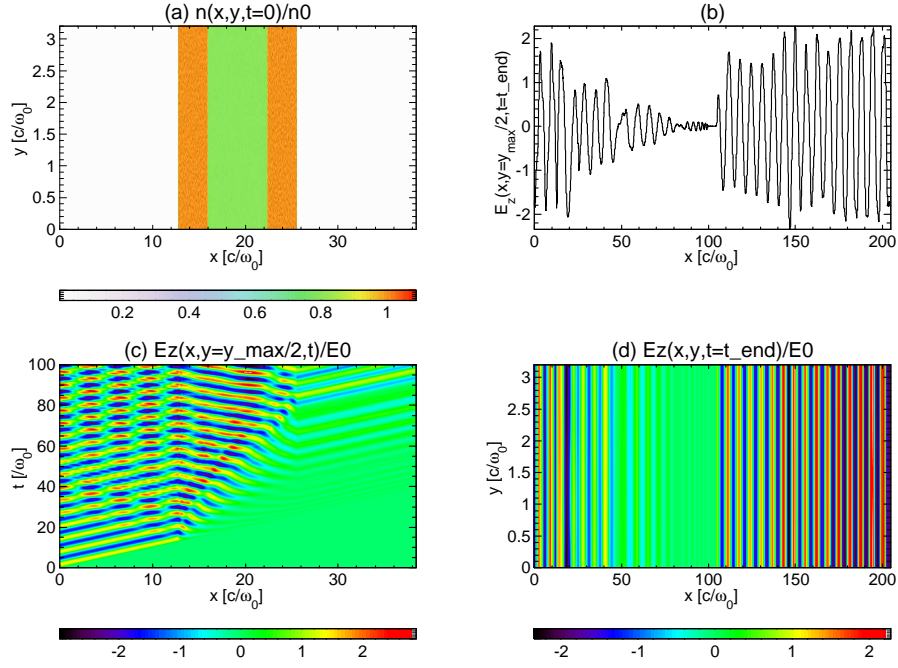 (a) n(x,y,t=0)/n0
3
2.5
2
1.5
1
0.5
0
y [c/ω₀]
0 10 20 30
x [c/ω₀]
0.2 0.4 0.6 0.8 1
(b)
2
1
0
-1
-2
E_z(x,y=y_max/2,t=t_end)
0 50 100 150 200
x [c/ω₀]
(c) Ez(x,y=y_max/2,t)/E0
100
80
60
40
20
0
t [/ω₀]
0 10 20 30
x [c/ω₀]
-2 -1 0 1 2
(d) Ez(x,y,t=t_end)/E0
3
2.5
2
1.5
1
0.5
0
y [c/ω₀]
0 50 100 150 200
x [c/ω₀]
-2 -1 0 1 2